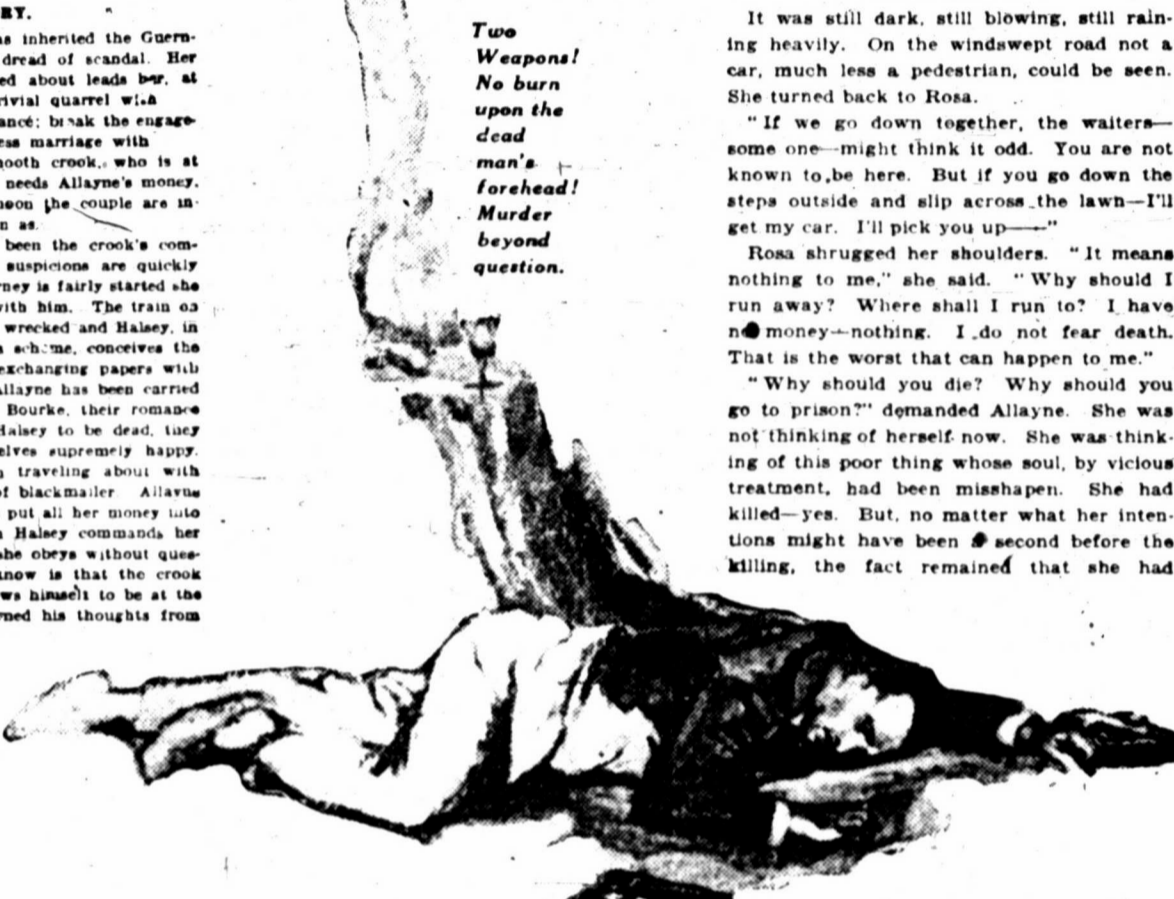 RY.
as inherited the Guern-
dread of scandal. Her
ed about leads her, at
rivial quarrel with
ancé; break the engage-
ess marriage with
mooth crook, who is at
needs Allayne's money.
moon the couple are in-
n as.
been the crook's com-
suspicions are quickly
rney is fairly started she
with him. The train on
wrecked and Halsey, in
scheme, conceives the
exchanging papers with
Allayne has been carried
Bourke, their romance
Halsey to be dead, they
elves supremely happy.
traveling about with
of blackmailer. Allayne
put all her money into
Halsey commands her
she obeys without ques-
know is that the crook
ws himself to be at the
rned his thoughts from
Two
Weapons!
No burn
upon the
dead
man's
forehead!
Murder
beyond
question.
It was still dark, still blowing, still rain-
ing heavily. On the windswept road not a
car, much less a pedestrian, could be seen.
She turned back to Rosa.
"If we go down together, the waiters—
some one—might think it odd. You are not
known to be here. But if you go down the
steps outside and slip across the lawn—I'll
get my car. I'll pick you up——"
Rosa shrugged her shoulders. "It means
nothing to me," she said. "Why should I
run away? Where shall I run to? I have
no money—nothing. I do not fear death.
That is the worst that can happen to me."
"Why should you die? Why should you
go to prison?" demanded Allayne. She was
not thinking of herself now. She was think-
ing of this poor thing whose soul, by vicious
treatment, had been misshapen. She had
killed—yes. But, no matter what her inten-
tions might have been a second before the
killing, the fact remained that she had